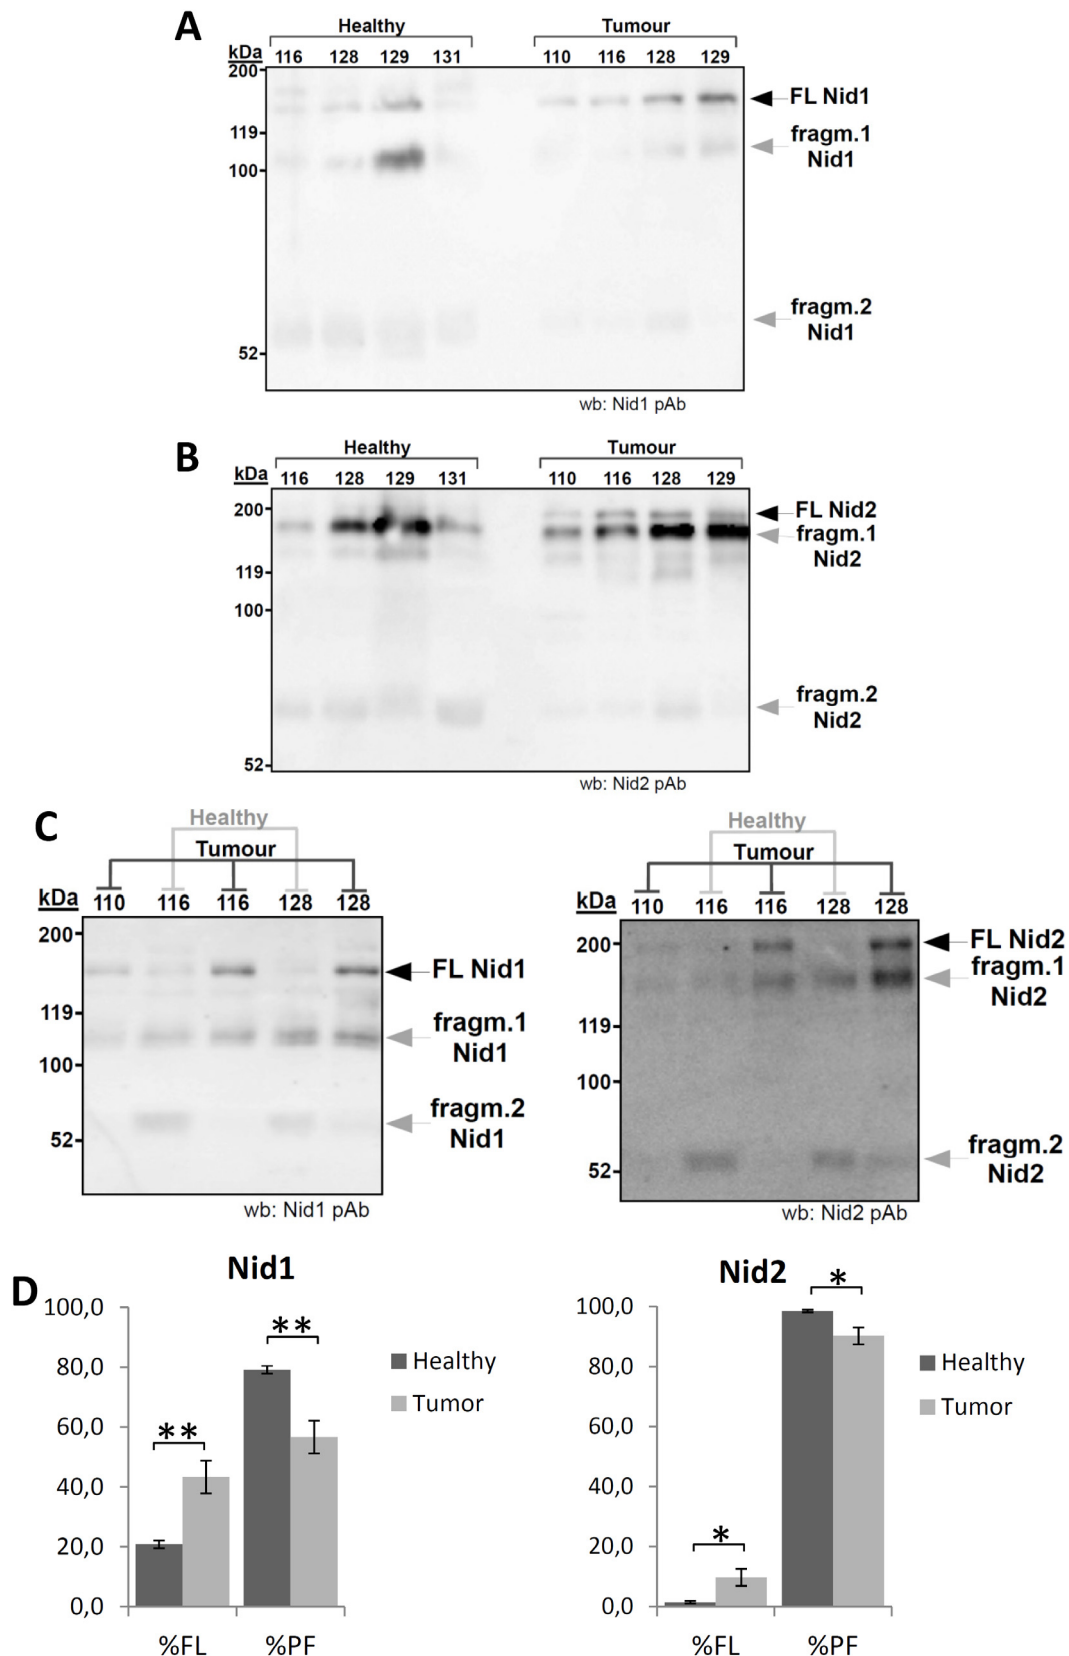 A
Healthy
Tumour
kDa
116 128 129 131
110 116 128 129
200
FL Nid1
119
fragm.1
Nid1
100
fragm.2
Nid1
52
wb: Nid1 pAb
B
Healthy
Tumour
kDa
116 128 129 131
110 116 128 129
200
FL Nid2
fragm.1
Nid2
119
100
fragm.2
Nid2
52
wb: Nid2 pAb
C
Healthy
Tumour
kDa
110 116 116 128 128
200
FL Nid1
119
fragm.1
Nid1
100
fragm.2
Nid1
52
wb: Nid1 pAb
Healthy
Tumour
kDa
110 116 116 128 128
200
FL Nid2
fragm.1
Nid2
119
100
fragm.2
Nid2
52
wb: Nid2 pAb
D
Nid1
100,0
80,0
60,0
40,0
20,0
0,0
**
**
%FL %PF
Healthy
Tumor
Nid2
100,0
80,0
60,0
40,0
20,0
0,0
*
*
%FL %PF
Healthy
Tumor